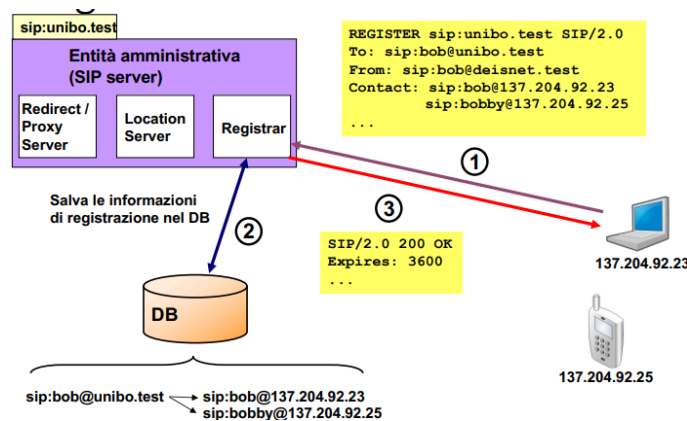 sip:unibo.test
Entità amministrativa
(SIP server)
Redirect /
Proxy
Server
Location
Server
Registrar
REGISTER sip:unibo.test SIP/2.0
To: sip:bob@unibo.test
From: sip:bob@deisnet.test
Contact: sip:bob@137.204.92.23
sip:bobby@137.204.92.25
...
1
Salva le informazioni
di registrazione nel DB
2
3
SIP/2.0 200 OK
Expires: 3600
...
137.204.92.23
DB
137.204.92.25
sip:bob@unibo.test
sip:bob@137.204.92.23
sip:bobby@137.204.92.25